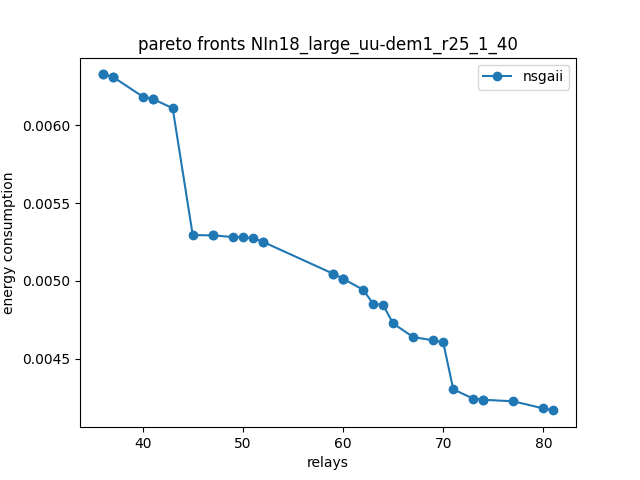 pareto fronts NIn18_large_uu-dem1_r25_1_40
nsgaii
energy consumption
0.0060
0.0055
0.0050
0.0045
40 50 60 70 80
relays